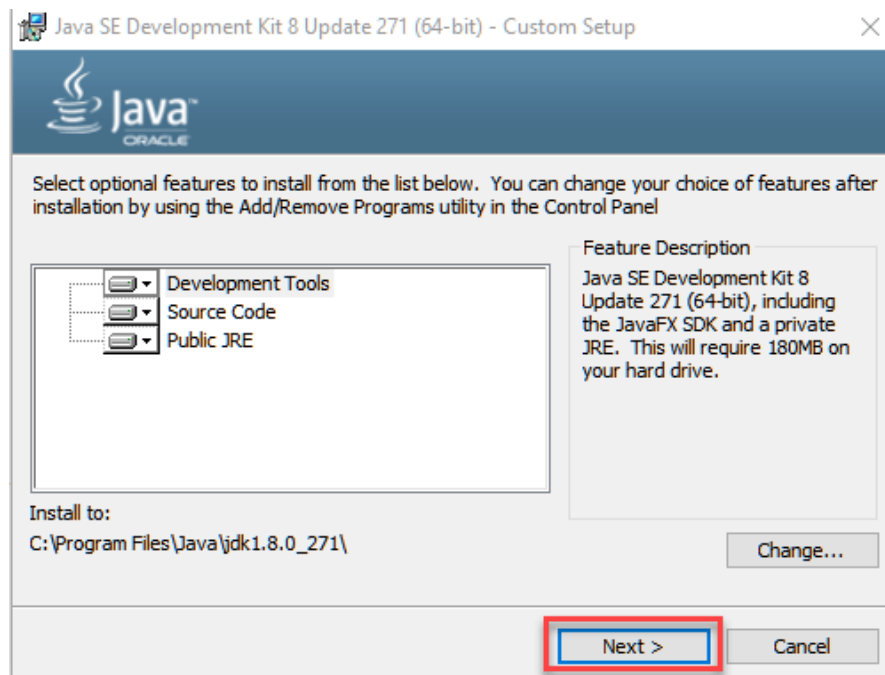 Java SE Development Kit 8 Update 271 (64-bit) - Custom Setup
Java™
ORACLE
Select optional features to install from the list below.  You can change your choice of features after
installation by using the Add/Remove Programs utility in the Control Panel
Development Tools
Source Code
Public JRE
Feature Description
Java SE Development Kit 8
Update 271 (64-bit), including
the JavaFX SDK and a private
JRE.  This will require 180MB on
your hard drive.
Install to:
C:\Program Files\Java\jdk1.8.0_271\
Change...
Next >
Cancel